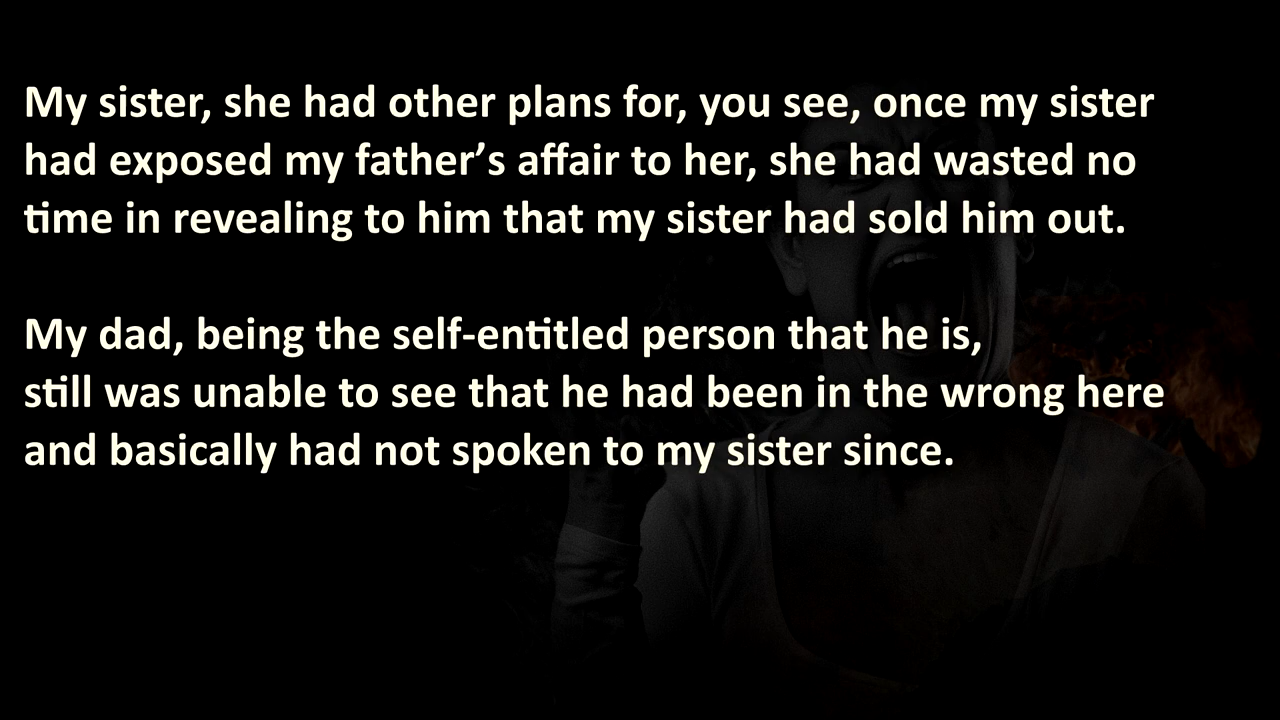 My sister, she had other plans for, you see, once my sister
had exposed my father’s affair to her, she had wasted no
time in revealing to him that my sister had sold him out.
My dad, being the self-entitled person that he is,
still was unable to see that he had been in the wrong here
and basically had not spoken to my sister since.